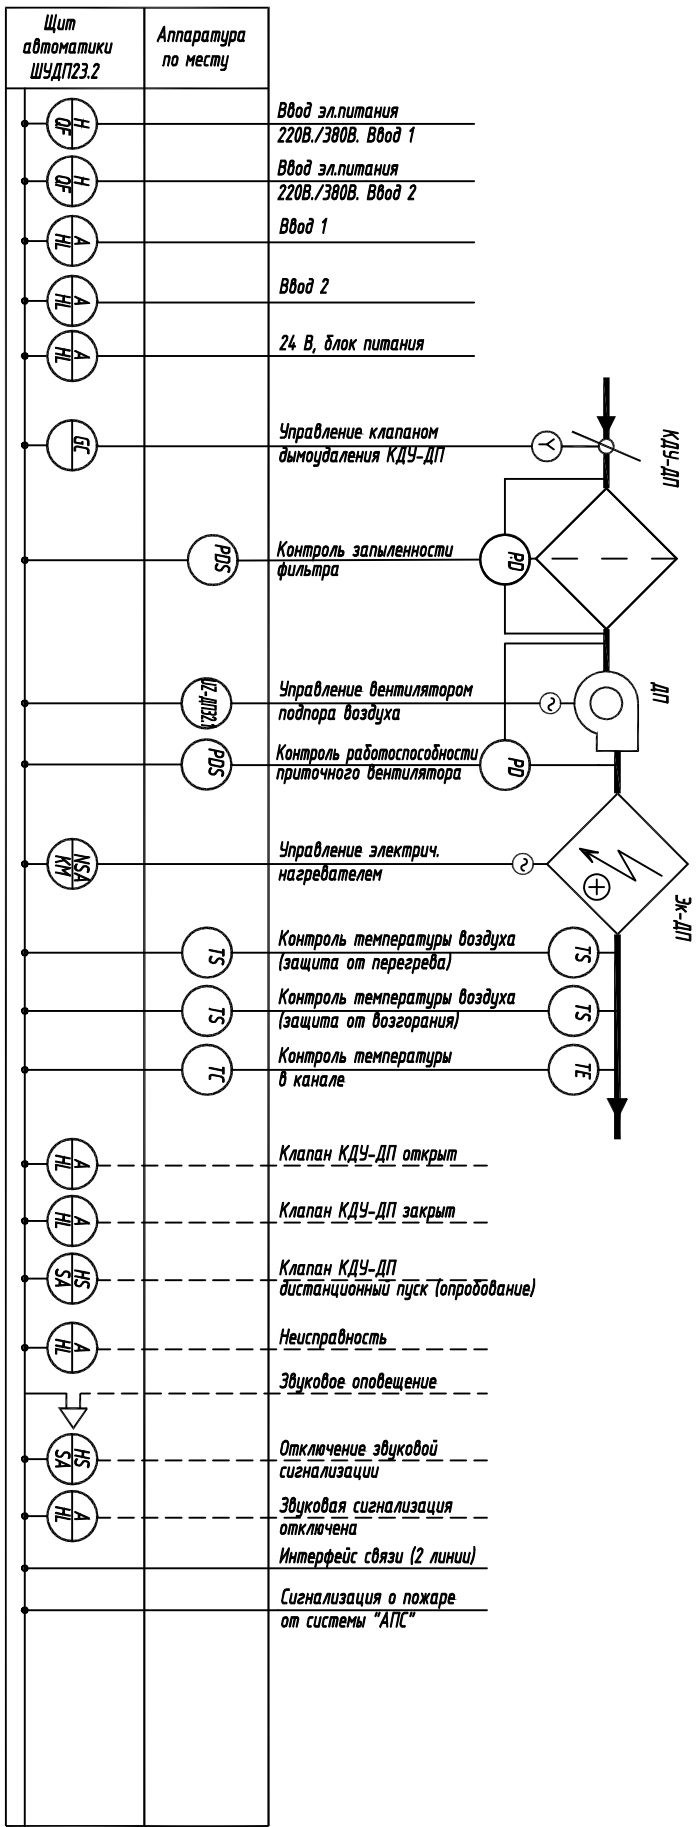 Щит
автоматики
ШУДП23.2
Аппаратура
по месту
H
QF
Ввод эл.питания
220В./380В. Ввод 1
H
QF
Ввод эл.питания
220В./380В. Ввод 2
A
HL
Ввод 1
A
HL
Ввод 2
A
HL
24 В, блок питания
GC
Управление клапаном
дымоудаления КДУ-ДП
Y
КДУ-ДП
PDS
Контроль запыленности
фильтра
P.D
UZ-ДП32.1
Управление вентилятором
подпора воздуха
~
ДП
PDS
Контроль работоспособности
приточного вентилятора
PD
NSA
KM
Управление электрич.
нагревателем
~
+
Эк-ДП
TS
Контроль температуры воздуха
(защита от перегрева)
TS
TS
Контроль температуры воздуха
(защита от возгорания)
TS
TC
Контроль температуры
в канале
TE
A
HL
Клапан КДУ-ДП открыт
A
HL
Клапан КДУ-ДП закрыт
HS
SA
Клапан КДУ-ДП
дистанционный пуск (опробование)
A
HL
Неисправность
Звуковое оповещение
HS
SA
Отключение звуковой
сигнализации
A
HL
Звуковая сигнализация
отключена
Интерфейс связи (2 линии)
Сигнализация о пожаре
от системы "АПС"